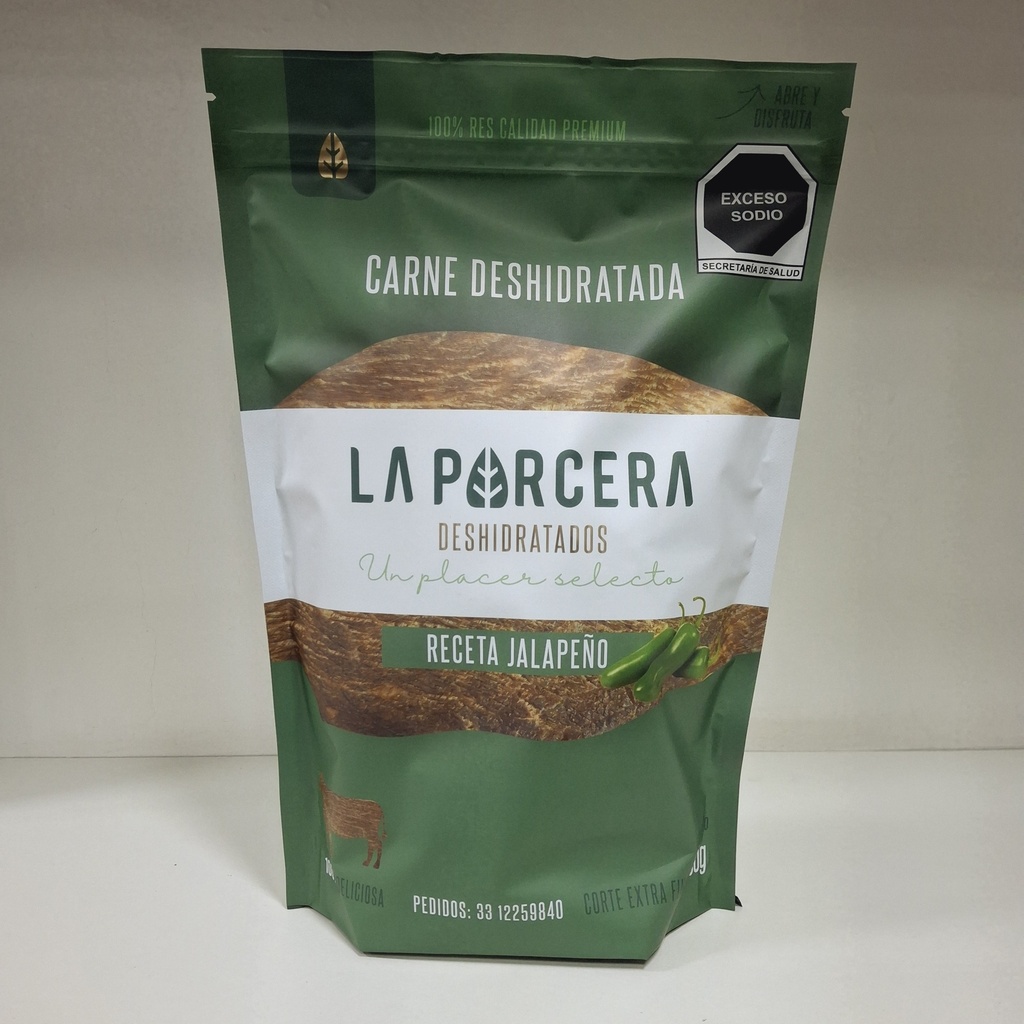 ABRE Y
DISFRUTA
100% RES CALIDAD PREMIUM
EXCESO
SODIO
SECRETARÍA DE SALUD
CARNE DESHIDRATADA
LA PARCERA
DESHIDRATADOS
Un placer selecto
RECETA JALAPEÑO
PEDIDOS: 33 12259840
CORTE EXTRA